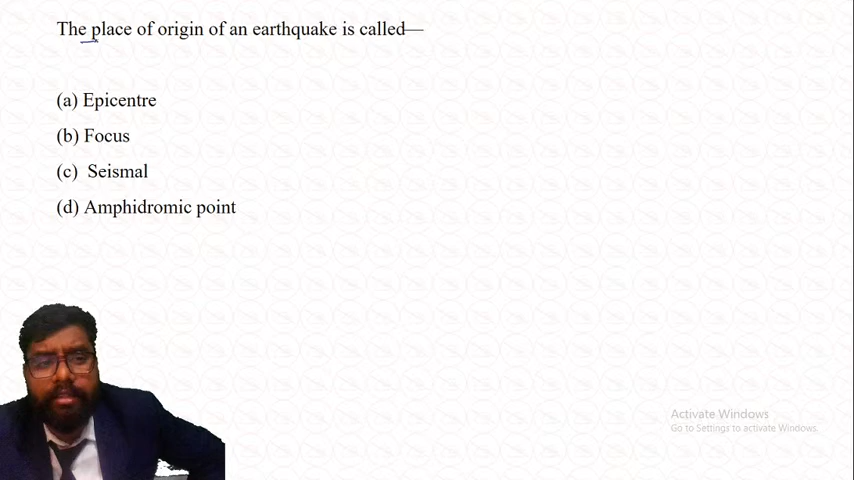 The place of origin of an earthquake is called—
(a) Epicentre
(b) Focus
(c) Seismal
(d) Amphidromic point
Activate Windows
Go to Settings to activate Windows.